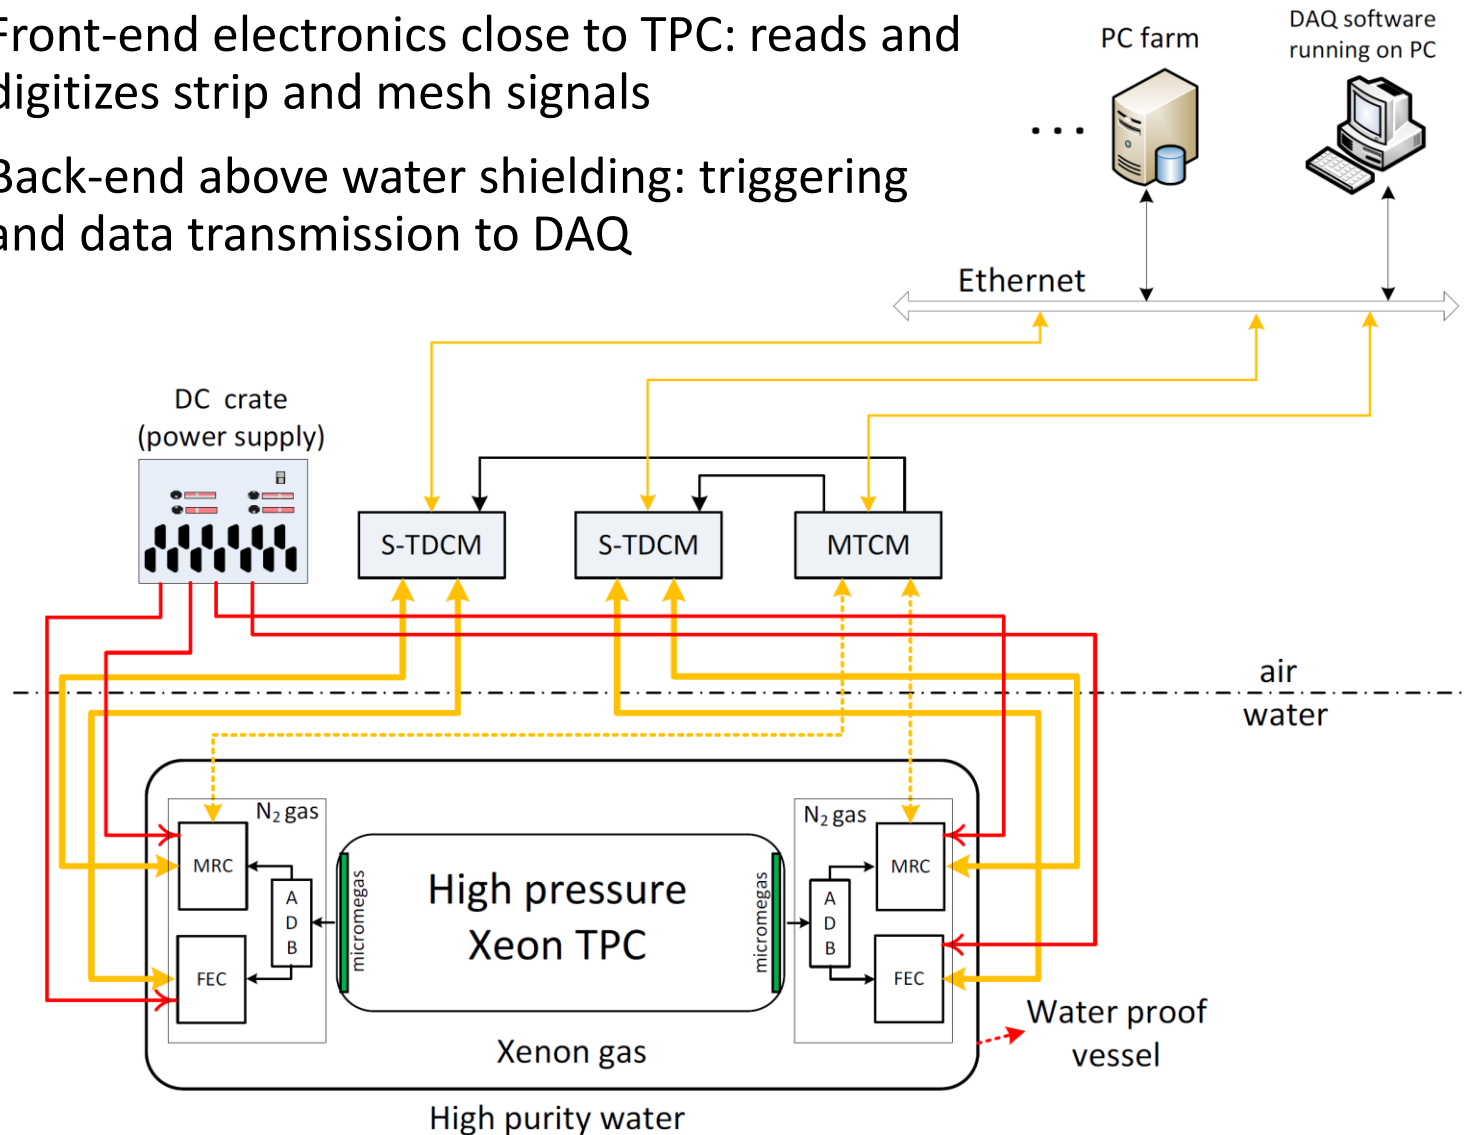 Front-end electronics close to TPC: reads and
digitizes strip and mesh signals
Back-end above water shielding: triggering
and data transmission to DAQ
PC farm
DAQ software
running on PC
...
Ethernet
DC crate
(power supply)
S-TDCM
S-TDCM
MTCM
air
water
N2 gas
N2 gas
MRC
MRC
ADB
ADB
micromegas
micromegas
High pressure
Xeon TPC
FEC
FEC
Water proof
vessel
Xenon gas
High purity water